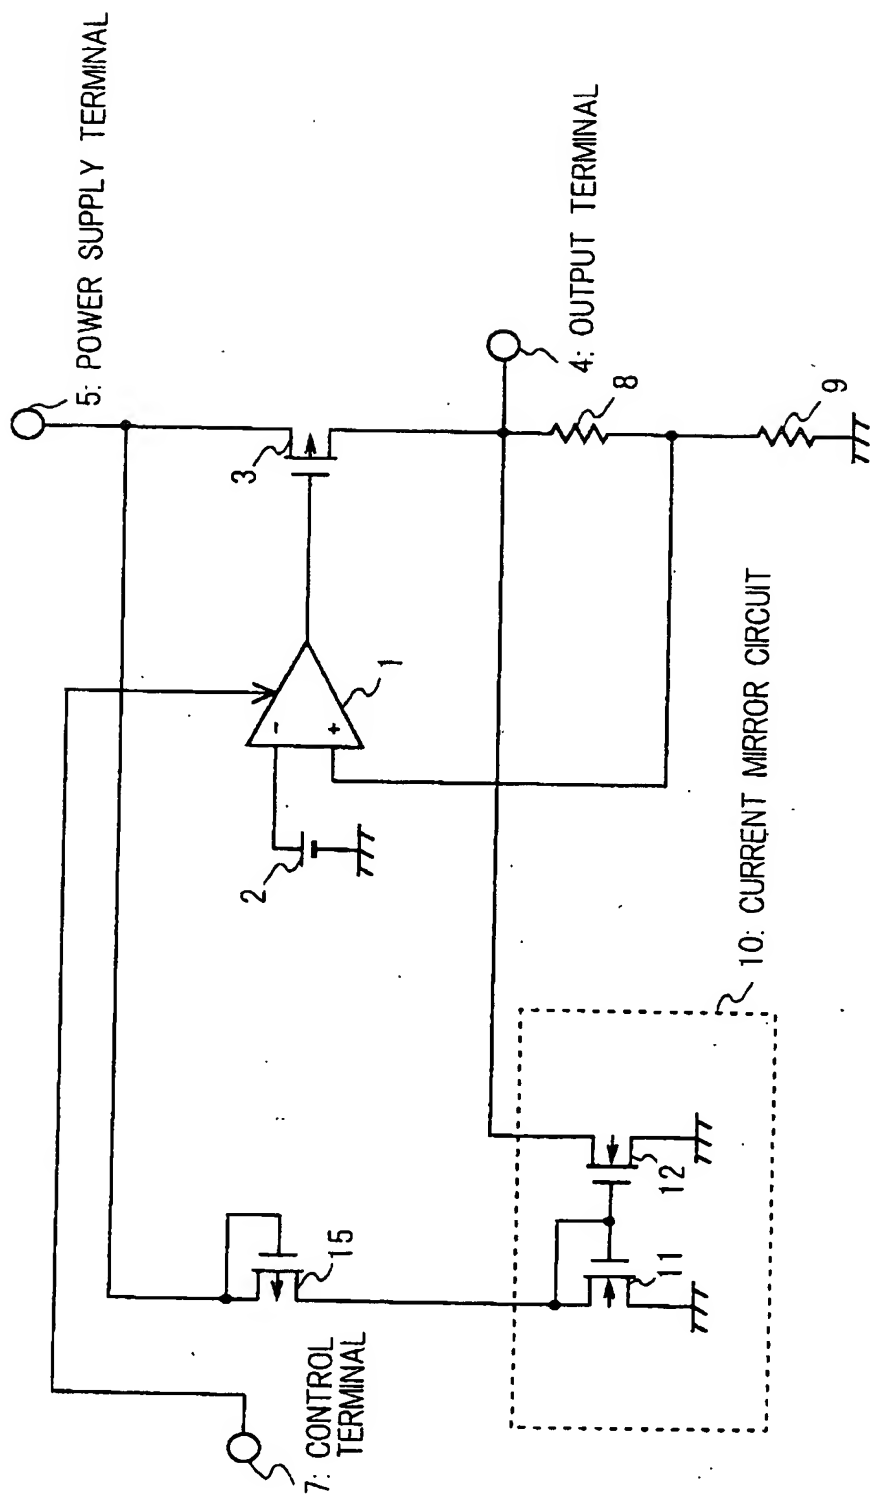 5: POWER SUPPLY TERMINAL
3
4: OUTPUT TERMINAL
8
9
1
-
+
2
10: CURRENT MIRROR CIRCUIT
15
12
11
7: CONTROL
TERMINAL